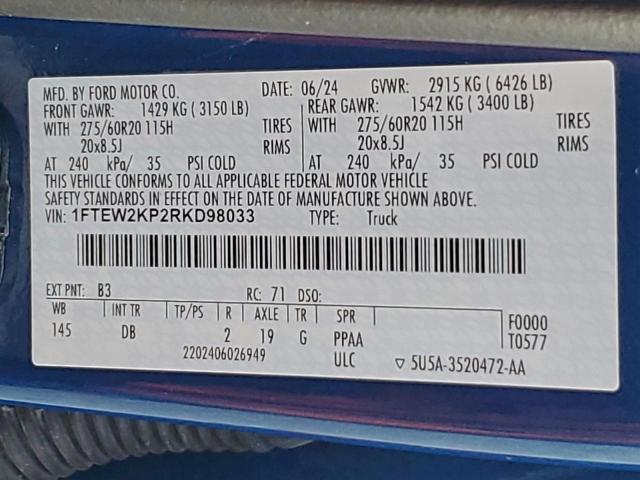 MFD. BY FORD MOTOR CO. DATE: 06/24 GVWR: 2915 KG ( 6426 LB)
FRONT GAWR: 1429 KG ( 3150 LB) REAR GAWR: 1542 KG ( 3400 LB)
WITH 275/60R20 115H TIRES WITH 275/60R20 115H TIRES
20x8.5J RIMS 20x8.5J RIMS
AT 240 kPa/ 35 PSI COLD AT 240 kPa/ 35 PSI COLD
THIS VEHICLE CONFORMS TO ALL APPLICABLE FEDERAL MOTOR VEHICLE
SAFETY STANDARDS IN EFFECT ON THE DATE OF MANUFACTURE SHOWN ABOVE.
VIN: 1FTEW2KP2RKD98033 TYPE: Truck
EXT PNT: B3 RC: 71 DSO:
WB INT TR TP/PS R AXLE TR SPR F0000
145 DB 2 19 G PPAA T0577
2202406026949 ULC ▽ 5U5A-3520472-AA